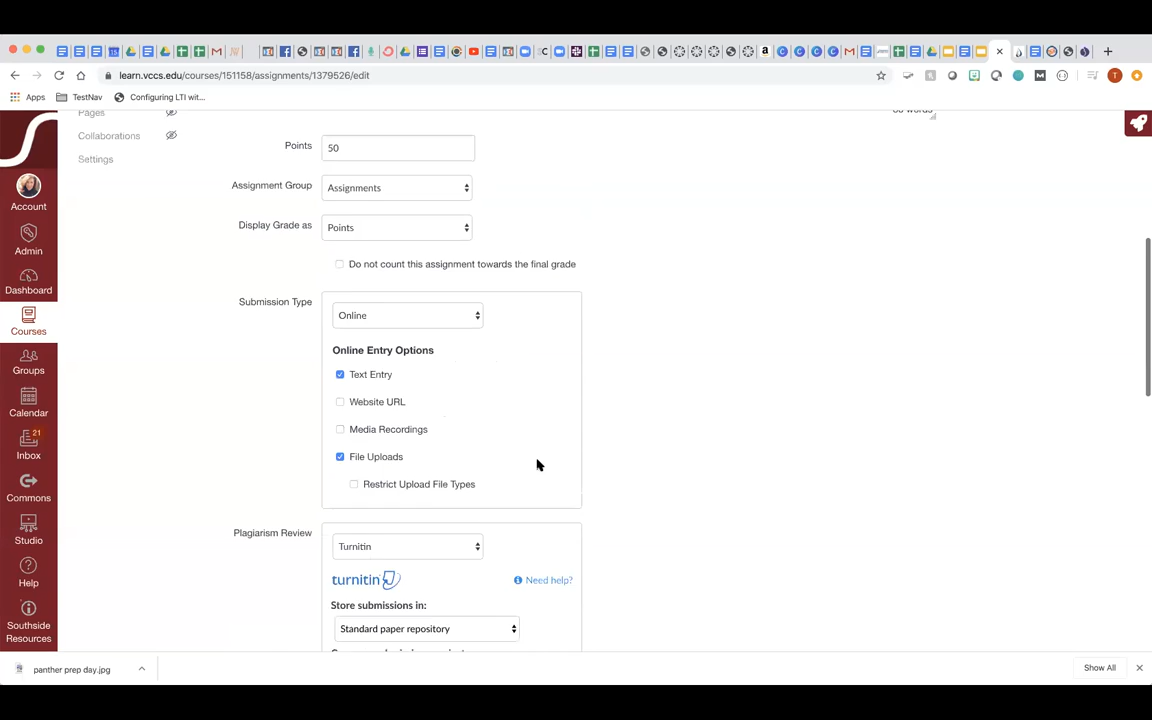 learn.vccs.edu/courses/151158/assignments/1379526/edit
Apps
TestNav
Configuring LTI wit...
T
Pages
Collaborations
Settings
Account
Admin
Dashboard
Courses
Groups
Calendar
21
Inbox
Commons
Studio
Help
Southside
Resources
Points
50
Assignment Group
Assignments
Display Grade as
Points
Do not count this assignment towards the final grade
Submission Type
Online
Online Entry Options
Text Entry
Website URL
Media Recordings
File Uploads
Restrict Upload File Types
Plagiarism Review
Turnitin
turnitin
Need help?
Store submissions in:
Standard paper repository
panther prep day.jpg
Show All